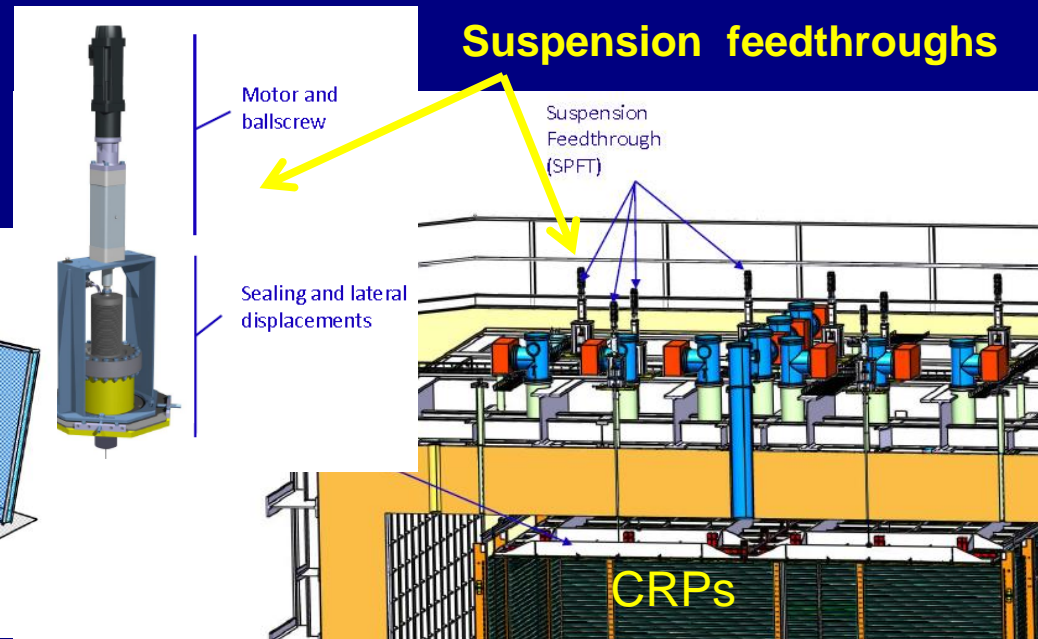 Suspension feedthroughs
Motor and
ballscrew
Suspension
Feedthrough
(SPFT)
Sealing and lateral
displacements
CRPs